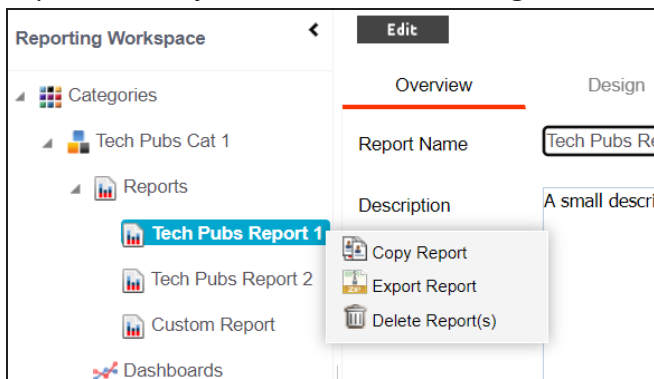 Reporting Workspace
Edit
Overview
Design
Categories
Tech Pubs Cat 1
Report Name
Tech Pubs Re
Reports
Description
A small descri
Tech Pubs Report 1
Copy Report
Tech Pubs Report 2
Export Report
ZIP
Custom Report
Delete Report(s)
Dashboards